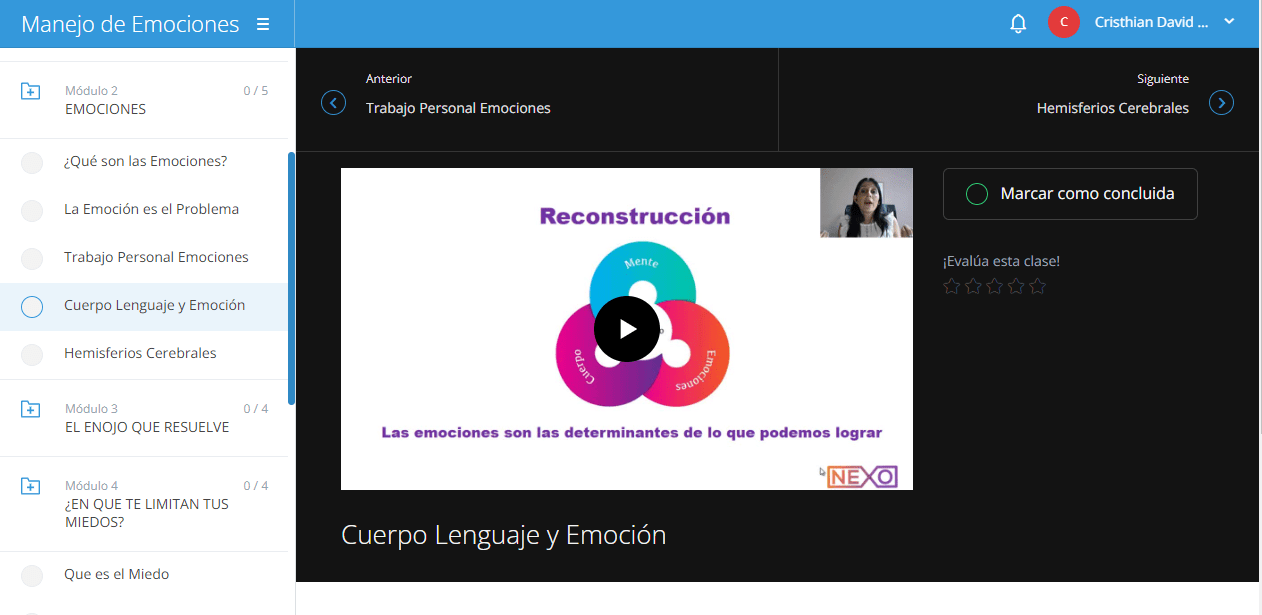 Manejo de Emociones
C
Cristhian David ...
Módulo 2
0 / 5
EMOCIONES
¿Qué son las Emociones?
La Emoción es el Problema
Trabajo Personal Emociones
Cuerpo Lenguaje y Emoción
Hemisferios Cerebrales
Módulo 3
0 / 4
EL ENOJO QUE RESUELVE
Módulo 4
0 / 4
¿EN QUE TE LIMITAN TUS
MIEDOS?
Que es el Miedo
Anterior
Trabajo Personal Emociones
Siguiente
Hemisferios Cerebrales
Reconstrucción
Mente
Cuerpo
Emociones
Las emociones son las determinantes de lo que podemos lograr
NEXO
Marcar como concluida
¡Evalúa esta clase!
Cuerpo Lenguaje y Emoción